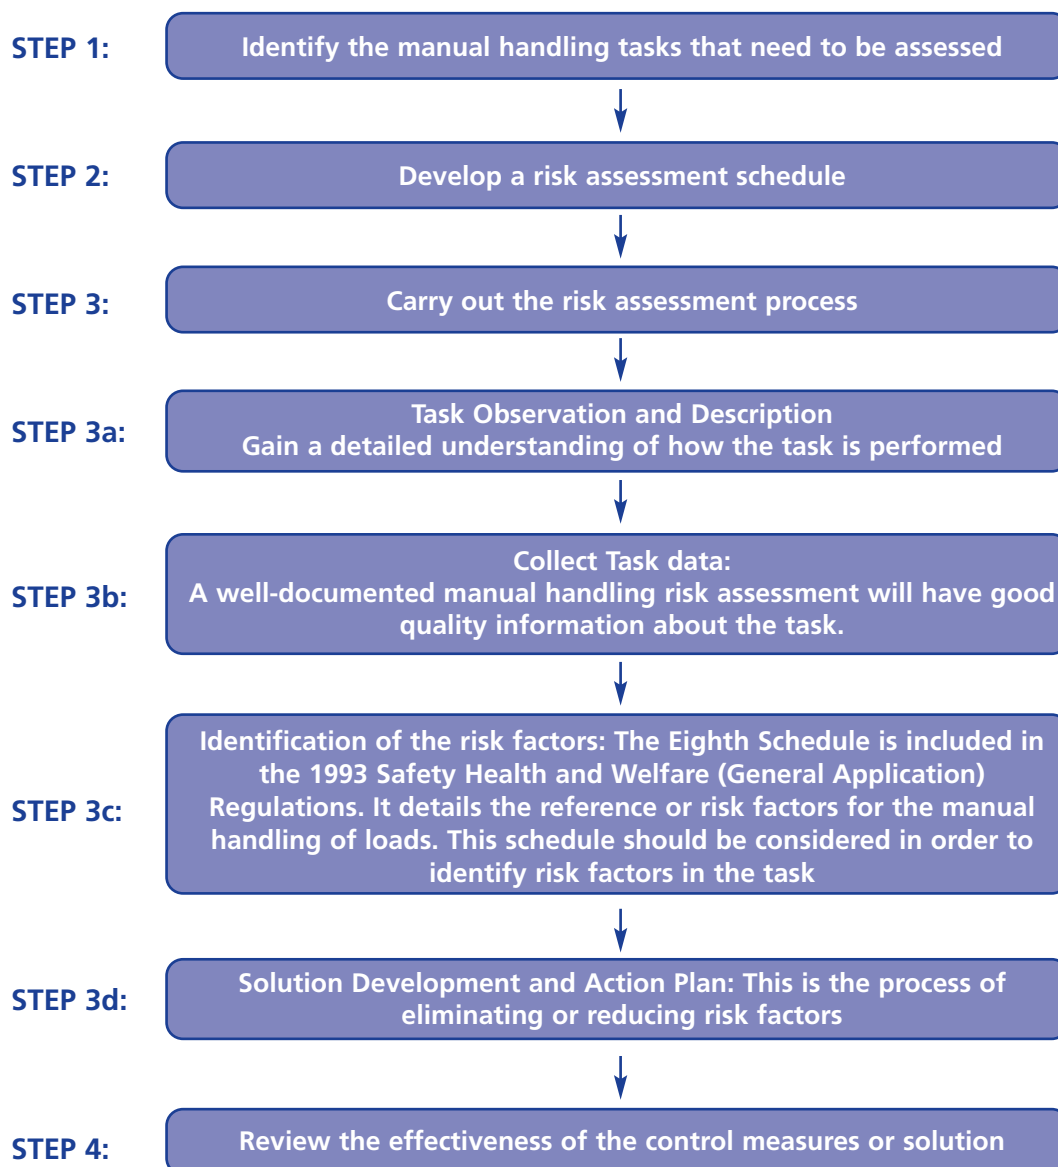 STEP 1:
Identify the manual handling tasks that need to be assessed
STEP 2:
Develop a risk assessment schedule
STEP 3:
Carry out the risk assessment process
STEP 3a:
Task Observation and Description
Gain a detailed understanding of how the task is performed
STEP 3b:
Collect Task data:
A well-documented manual handling risk assessment will have good
quality information about the task.
STEP 3c:
Identification of the risk factors: The Eighth Schedule is included in
the 1993 Safety Health and Welfare (General Application)
Regulations. It details the reference or risk factors for the manual
handling of loads. This schedule should be considered in order to
identify risk factors in the task
STEP 3d:
Solution Development and Action Plan: This is the process of
eliminating or reducing risk factors
STEP 4:
Review the effectiveness of the control measures or solution